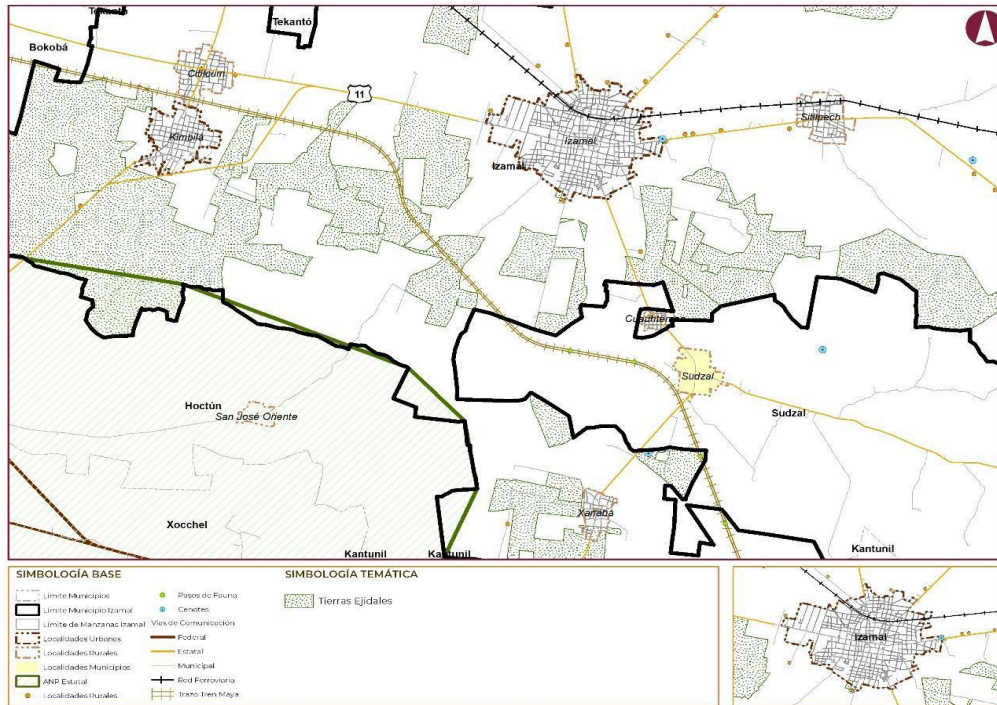 Tekantó
Tekantó
Bokobá
Citilcum
11
Kimbilá
Izamal
Sitilpech
Izamal
Cuauhtémoc
Sudzal
Hoctún
San José Oriente
Sudzal
Xocchel
Xanabá
Kantunil
Kantunil
Kantunil
SIMBOLOGÍA BASE
Límite Municipios
Límite Municipio Izamal
Límite de Manzanas Izamal
Localidades Urbanas
Localidades Rurales
Localidades Municipios
ANP Estatal
Localidades Rurales
Pasos de Fauna
Cenotes
Vías de Comunicación
Federal
Estatal
Municipal
Red Ferroviaria
Trazo Tren Maya
SIMBOLOGÍA TEMÁTICA
Tierras Ejidales
Izamal